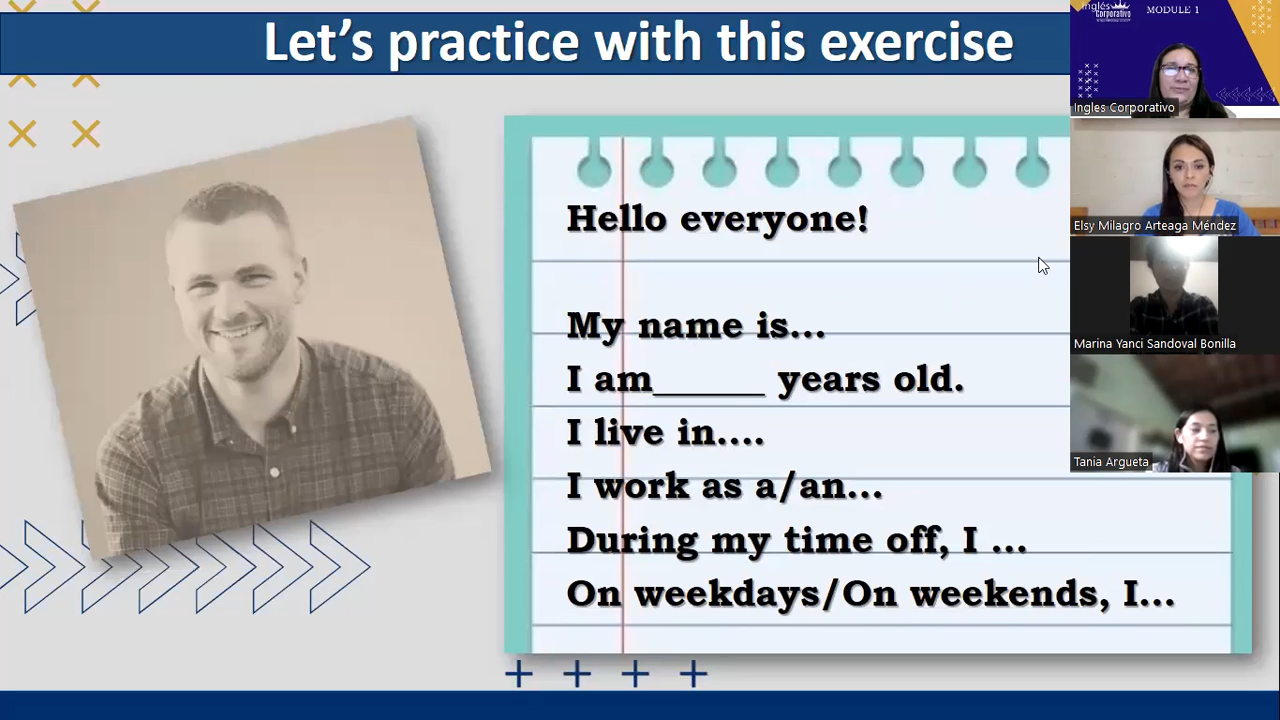 Let's practice with this exercise
Hello everyone!
My name is...
I am______ years old.
I live in....
I work as a/an...
During my time off, I ...
On weekdays/On weekends, I...
Inglés
Corporativo
MODULE 1
Ingles Corporativo
Elsy Milagro Arteaga Méndez
Marina Yanci Sandoval Bonilla
Tania Argueta